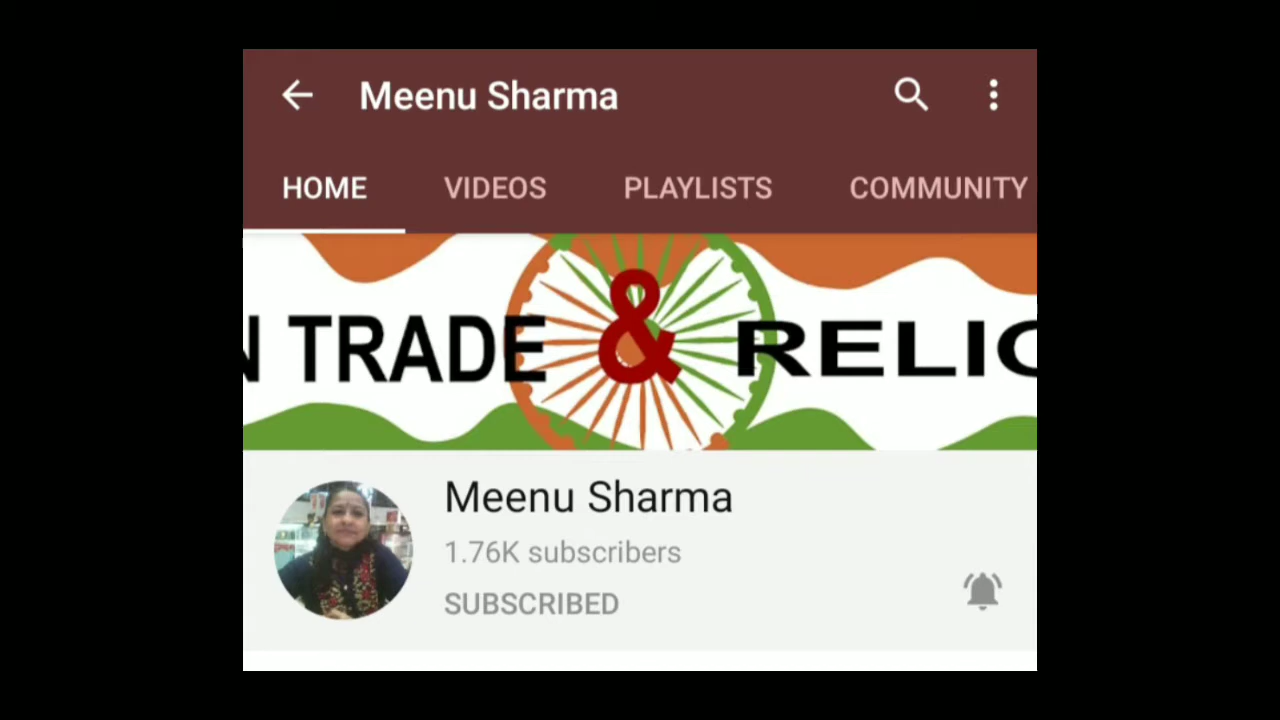 Meenu Sharma
HOME VIDEOS PLAYLISTS COMMUNITY
TRADE & RELIG
Meenu Sharma
1.76K subscribers
SUBSCRIBED